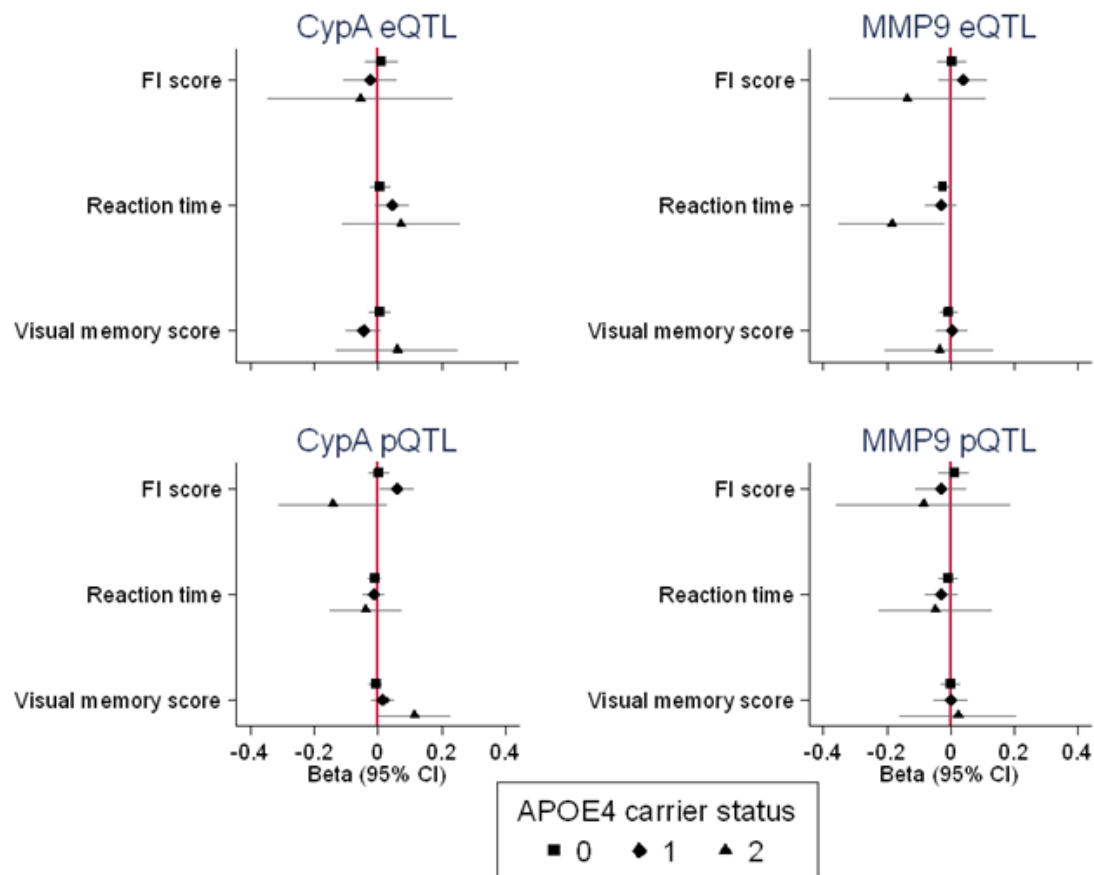 CypA eQTL
FI score
Reaction time
Visual memory score
MMP9 eQTL
FI score
Reaction time
Visual memory score
CypA pQTL
FI score
Reaction time
Visual memory score
-0.4 -0.2 0 0.2 0.4
Beta (95% CI)
MMP9 pQTL
FI score
Reaction time
Visual memory score
-0.4 -0.2 0 0.2 0.4
Beta (95% CI)
APOE4 carrier status
0 1 2